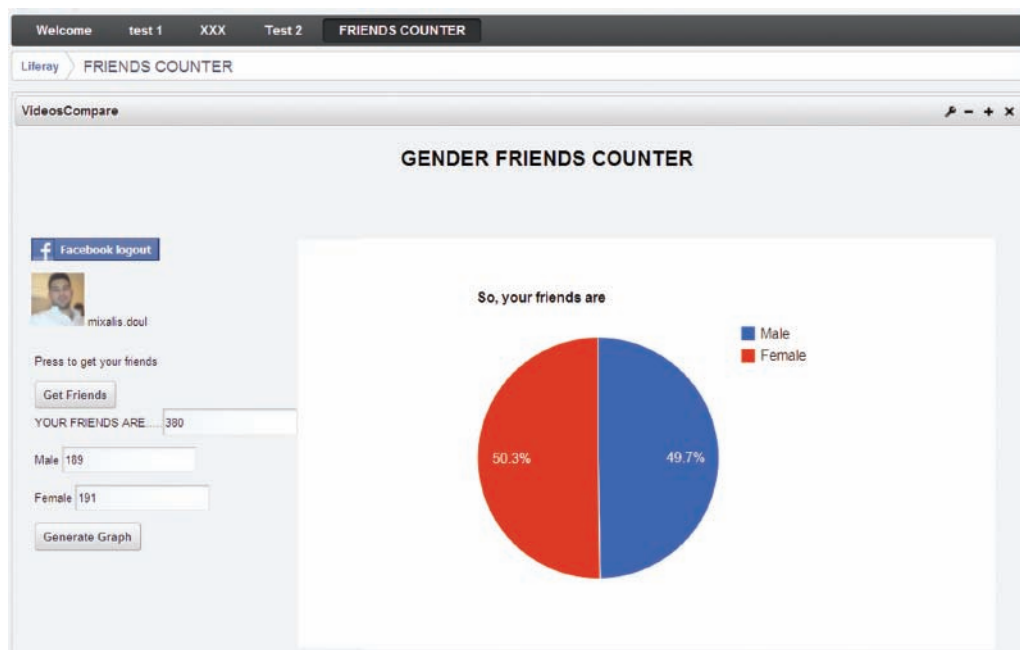 Welcome test 1 XXX Test 2 FRIENDS COUNTER
Liferay FRIENDS COUNTER
VideosCompare
GENDER FRIENDS COUNTER
f Facebook logout
mixalis.doul
Press to get your friends
Get Friends
YOUR FRIENDS ARE..... 380
Male 189
Female 191
Generate Graph
So, your friends are
Male
Female
50.3% 49.7%